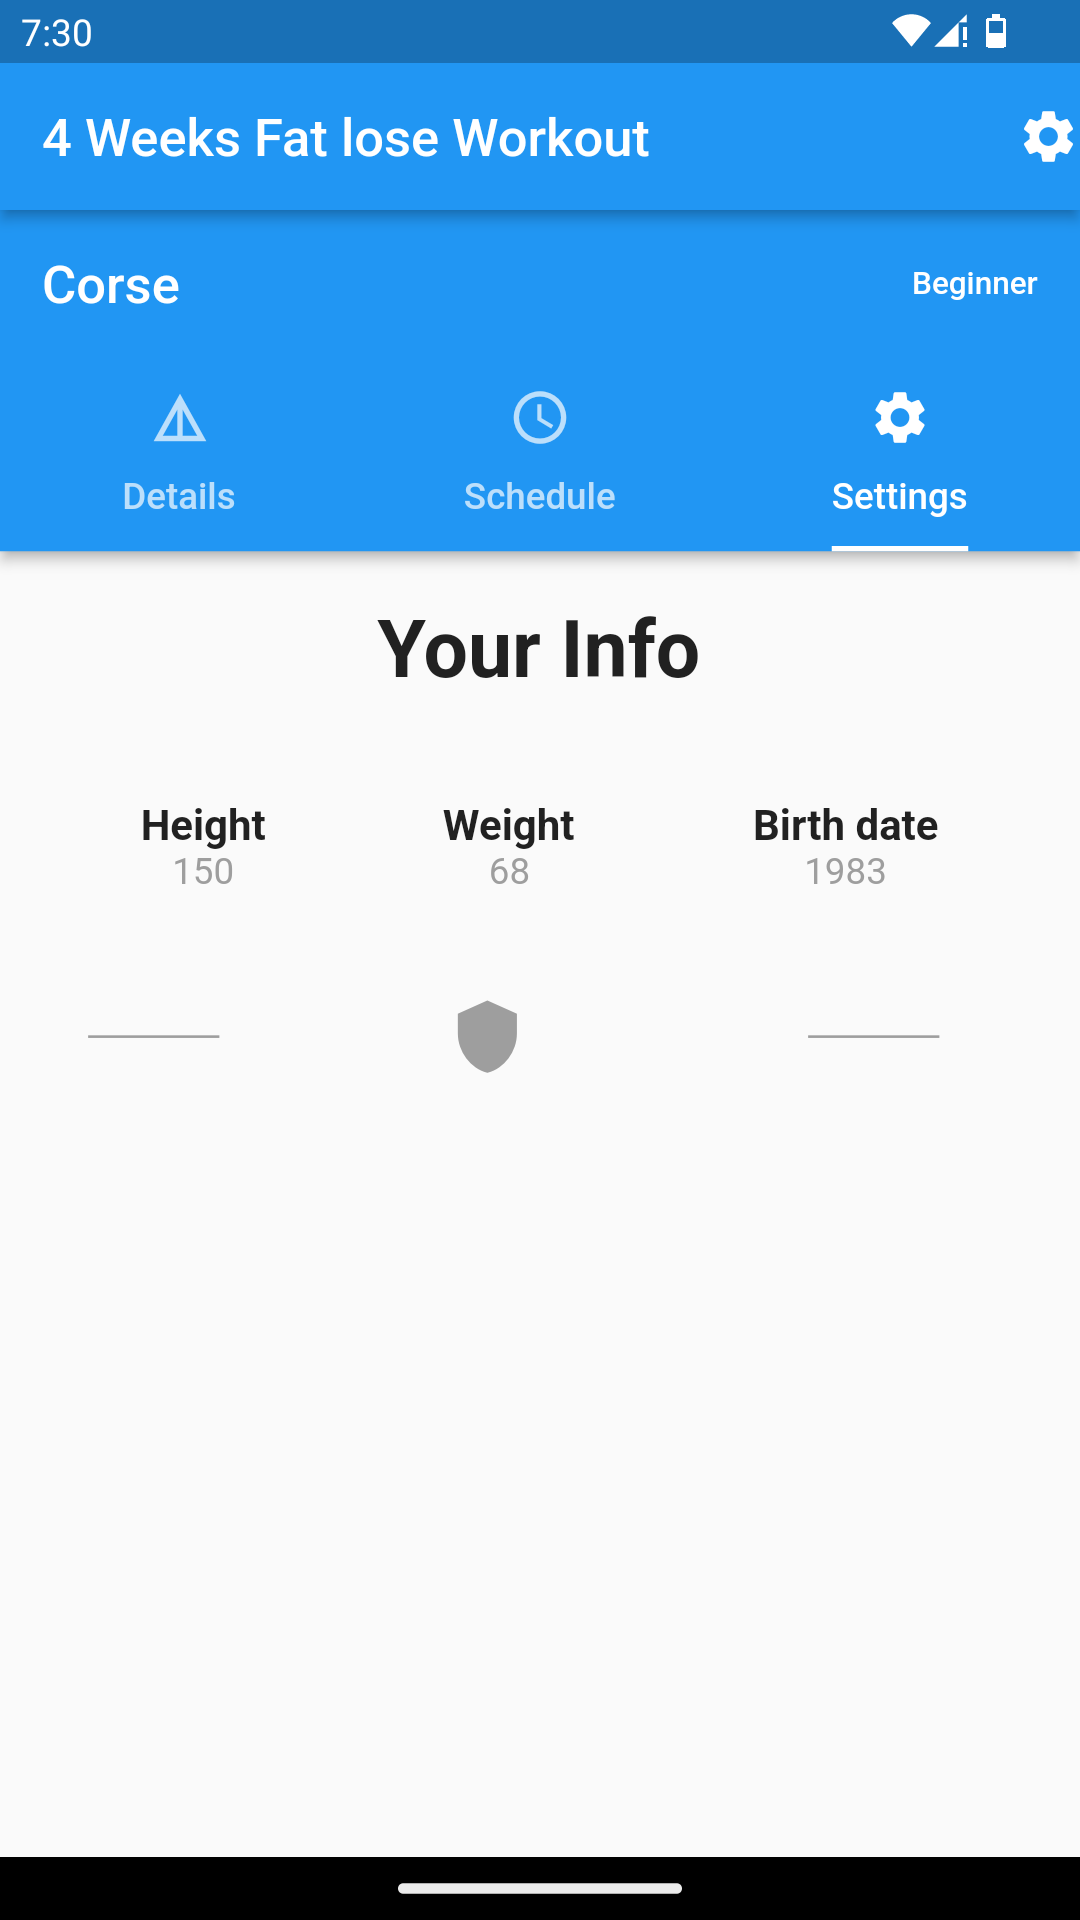 7:30
4 Weeks Fat lose Workout
Corse
Beginner
Details
Schedule
Settings
Your Info
Height
Weight
Birth date
150
68
1983